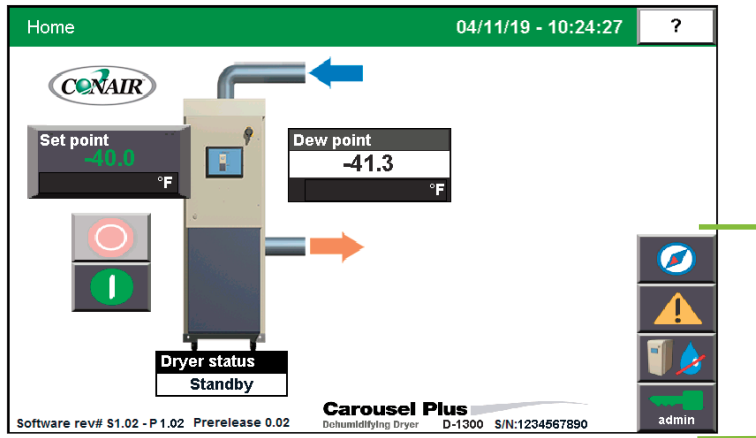 Home
04/11/19 - 10:24:27
?
CONAIR
Set point
-40.0
°F
Dew point
-41.3
°F
Dryer status
Standby
admin
Carousel Plus
Dehumidifying Dryer D-1300 S/N:1234567890
Software rev# S1.02 - P 1.02 Prerelease 0.02